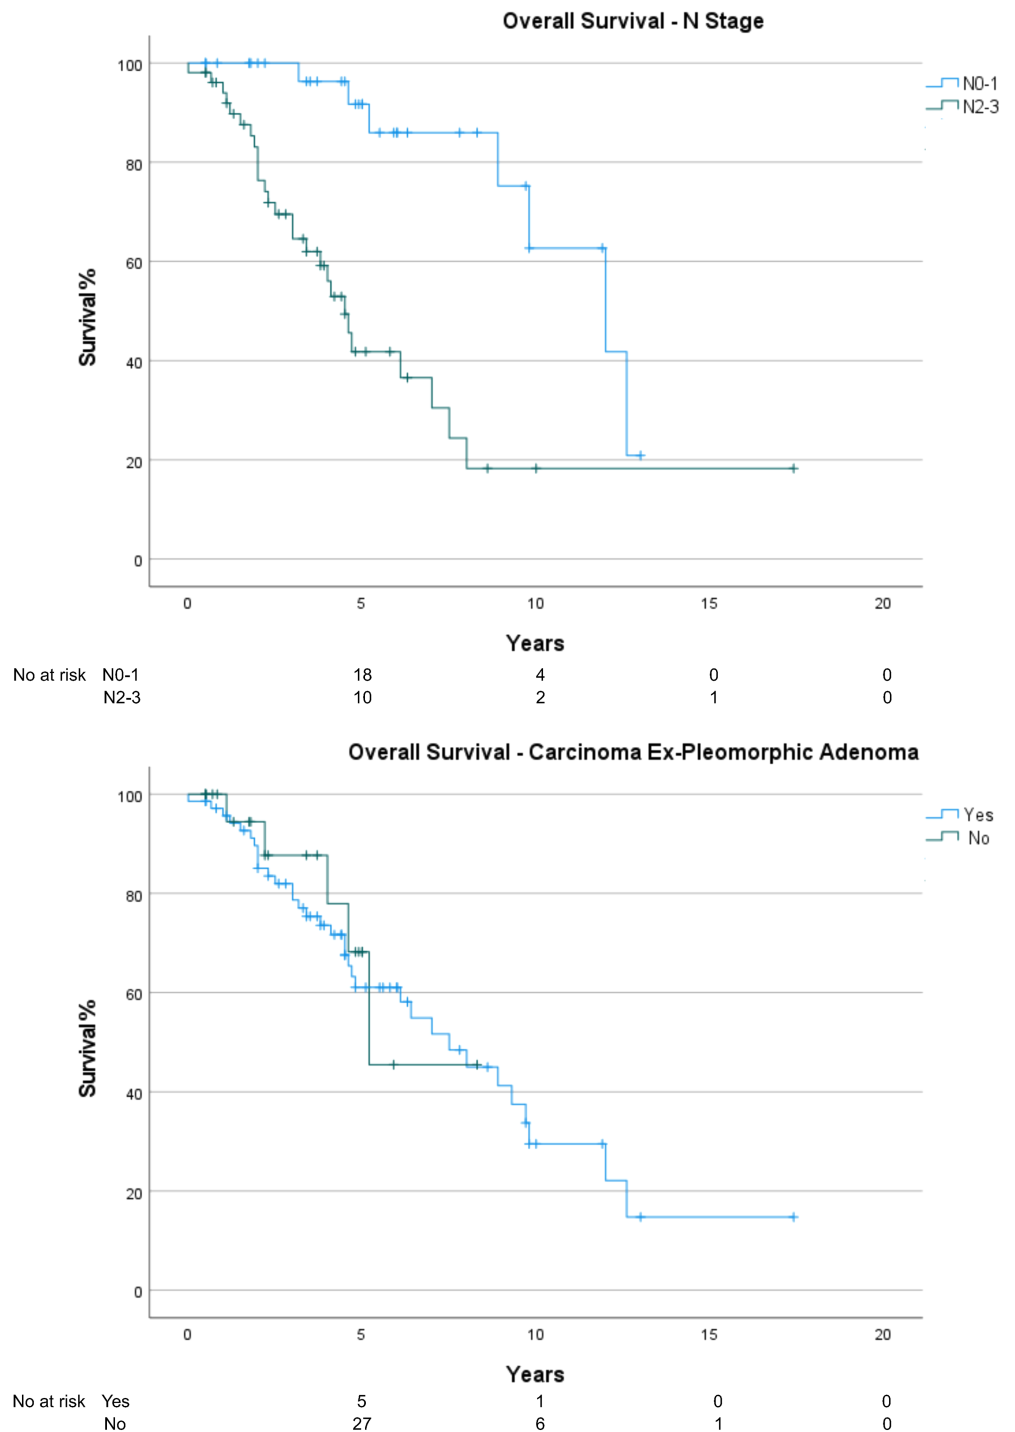 Overall Survival - N Stage
100
80
60
40
20
0
Survival%
N0-1
N2-3
0 5 10 15 20
Years
No at risk N0-1 18 4 0 0
N2-3 10 2 1 0
Overall Survival - Carcinoma Ex-Pleomorphic Adenoma
100
80
60
40
20
0
Survival%
Yes
No
0 5 10 15 20
Years
No at risk Yes 5 1 0 0
No 27 6 1 0